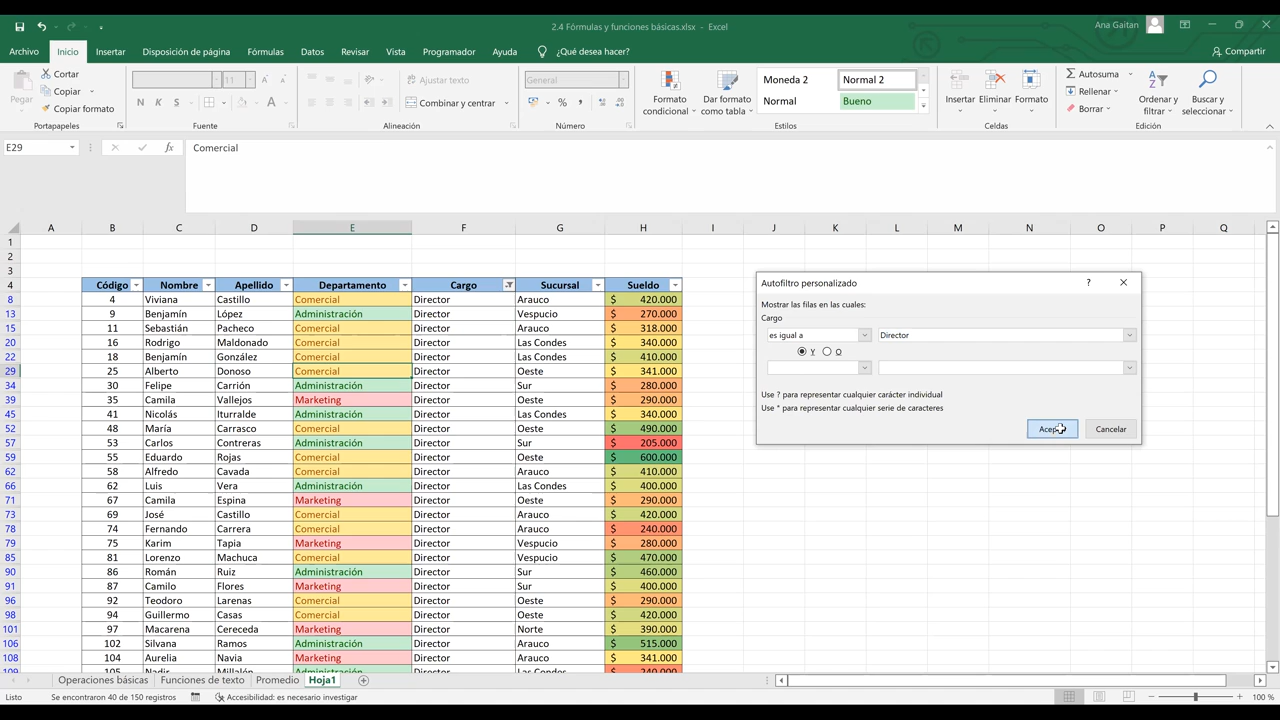 2.4 Fórmulas y funciones básicas.xlsx - Excel
Ana Gaitan
Archivo Inicio Insertar Disposición de página Fórmulas Datos Revisar Vista Programador Ayuda ¿Qué desea hacer? Compartir
Pegar
Cortar
Copiar
Copiar formato
Portapapeles
11
N K S
Fuente
Ajustar texto
Combinar y centrar
Alineación
General
Número
Formato condicional
Dar formato como tabla
Moneda 2 Normal 2
Normal Bueno
Estilos
Insertar Eliminar Formato
Celdas
Autosuma
Rellenar
Borrar
Ordenar y filtrar
Buscar y seleccionar
Edición
E29 fx Comercial
A B C D E F G H I J K L M N O P Q
1
2
3
4 Código Nombre Apellido Departamento Cargo Sucursal Sueldo
8 4 Viviana Castillo Comercial Director Arauco $ 420.000
13 9 Benjamín López Administración Director Vespucio $ 270.000
15 11 Sebastián Pacheco Comercial Director Arauco $ 318.000
20 16 Rodrigo Maldonado Comercial Director Las Condes $ 340.000
22 18 Benjamín González Comercial Director Las Condes $ 410.000
29 25 Alberto Donoso Comercial Director Oeste $ 341.000
34 30 Felipe Carrión Administración Director Sur $ 280.000
39 35 Camila Vallejos Marketing Director Oeste $ 290.000
45 41 Nicolás Iturralde Administración Director Las Condes $ 340.000
52 48 María Carrasco Comercial Director Oeste $ 490.000
57 53 Carlos Contreras Administración Director Sur $ 205.000
59 55 Eduardo Rojas Comercial Director Oeste $ 600.000
62 58 Alfredo Cavada Comercial Director Arauco $ 410.000
66 62 Luis Vera Administración Director Las Condes $ 400.000
71 67 Camila Espina Marketing Director Oeste $ 290.000
73 69 José Castillo Comercial Director Arauco $ 420.000
78 74 Fernando Carrera Comercial Director Arauco $ 240.000
79 75 Karim Tapia Marketing Director Vespucio $ 280.000
85 81 Lorenzo Machuca Comercial Director Vespucio $ 470.000
90 86 Román Ruiz Administración Director Sur $ 460.000
91 87 Camilo Flores Marketing Director Sur $ 400.000
96 92 Teodoro Larenas Comercial Director Oeste $ 290.000
98 94 Guillermo Casas Comercial Director Oeste $ 420.000
101 97 Macarena Cereceda Marketing Director Norte $ 390.000
106 102 Silvana Ramos Administración Director Arauco $ 515.000
108 104 Aurelia Navia Marketing Director Arauco $ 341.000
109 105 Nadir Millalén Administración Director Las Condes $ 240.000
Autofiltro personalizado ?
Mostrar las filas en las cuales:
Cargo
es igual a Director
Y O
Use ? para representar cualquier carácter individual
Use * para representar cualquier serie de caracteres
Cancelar
Operaciones básicas Funciones de texto Promedio Hoja1
Listo Se encontraron 40 de 150 registros Accesibilidad: es necesario investigar 100 %